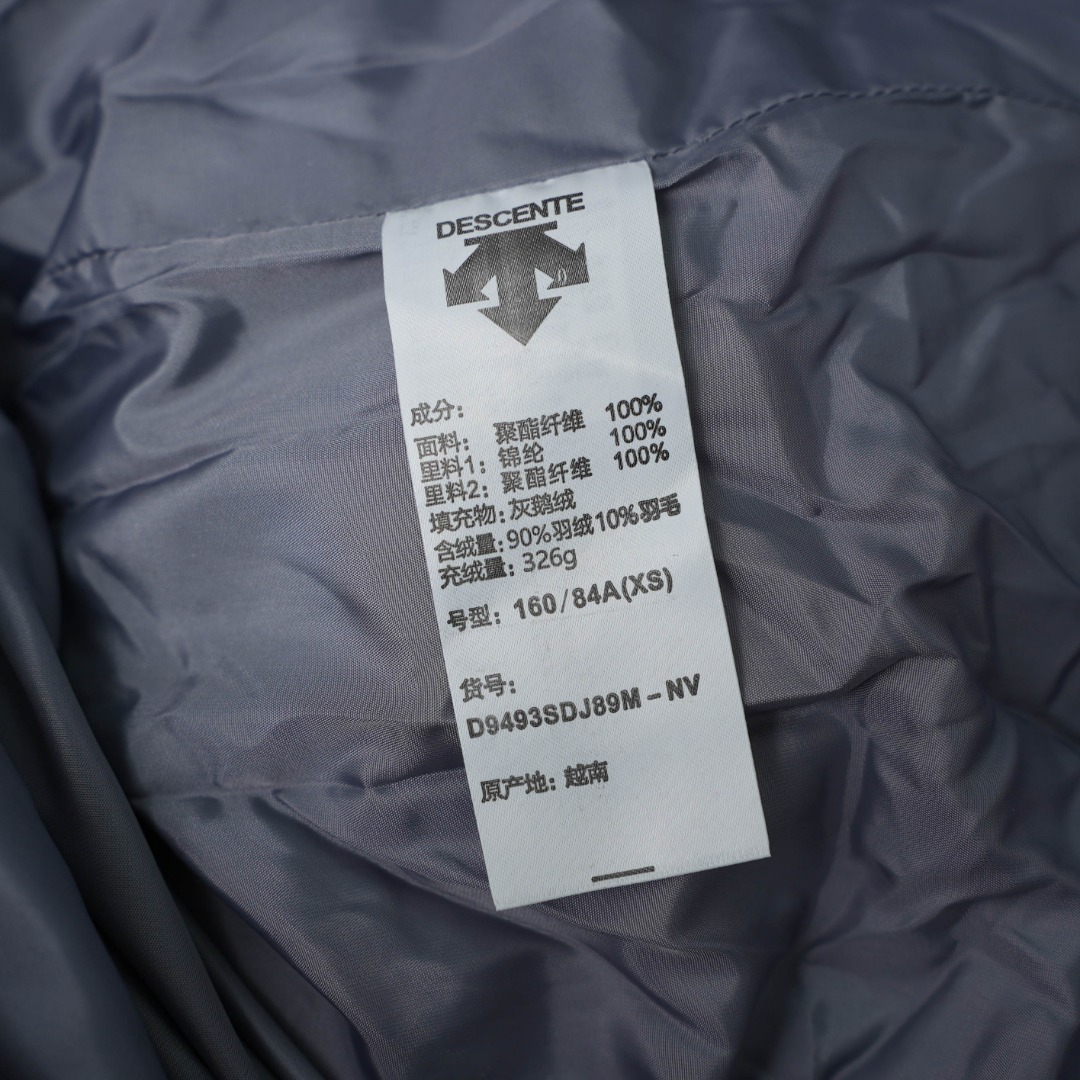 DESCENTE
成分:
面料: 聚酯纤维 100%
里料1: 锦纶 100%
里料2: 聚酯纤维 100%
填充物: 灰鹅绒
含绒量: 90%羽绒10%羽毛
充绒量: 326g
号型: 160/84A(XS)
货号:
D9493SDJ89M-NV
原产地: 越南